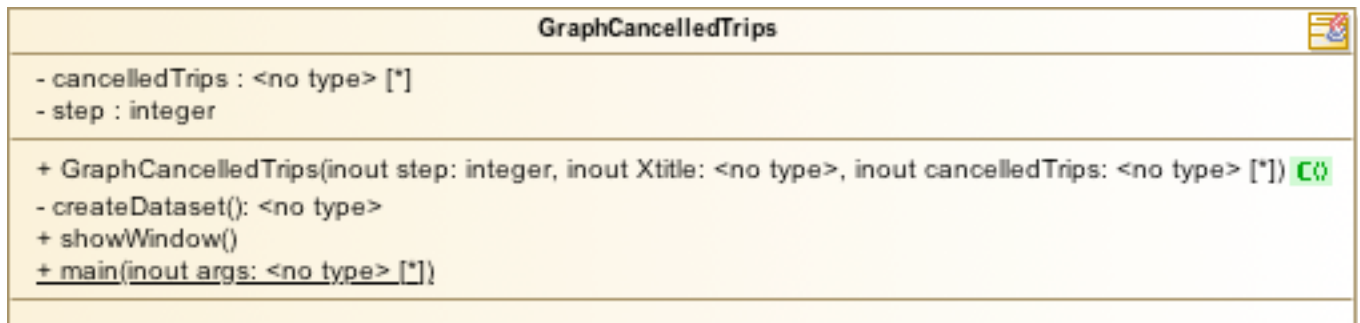 GraphCancelledTrips
- cancelledTrips : <no type> [*]
- step : integer
+ GraphCancelledTrips(inout step: integer, inout Xtitle: <no type>, inout cancelledTrips: <no type> [*]) C()
- createDataset(): <no type>
+ showWindow()
+ main(inout args: <no type> [*])